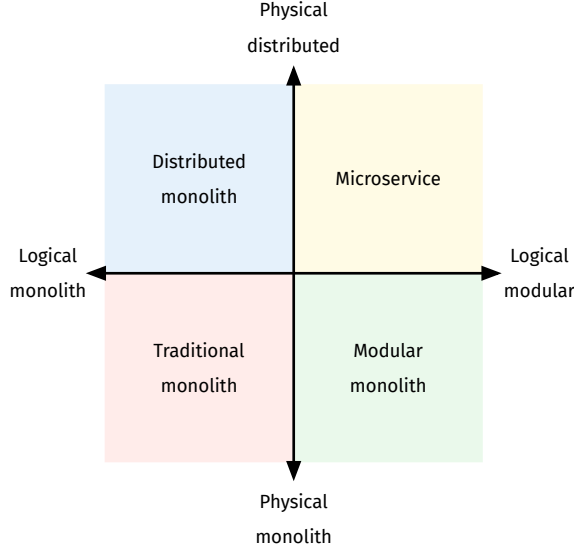 Physical
distributed
Distributed
monolith
Microservice
Logical
monolith
Logical
modular
Traditional
monolith
Modular
monolith
Physical
monolith